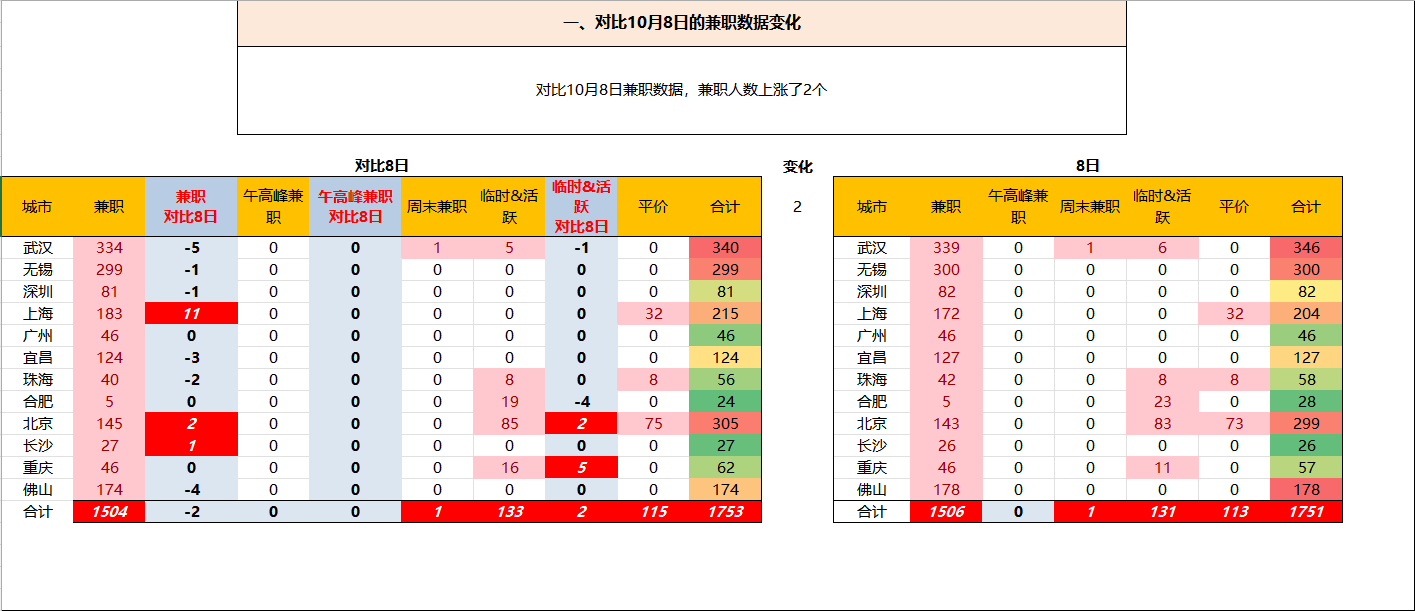 一、对比10月8日的兼职数据变化
对比10月8日兼职数据，兼职人数上涨了2个
对比8日 变化 8日
城市 兼职 兼职 对比8日 午高峰兼职 午高峰兼职 对比8日 周末兼职 临时&活跃 临时&活跃 对比8日 平价 合计 2 城市 兼职 午高峰兼职 周末兼职 临时&活跃 平价 合计
武汉 334 -5 0 0 1 5 -1 0 340 武汉 339 0 1 6 0 346
无锡 299 -1 0 0 0 0 0 0 299 无锡 300 0 0 0 0 300
深圳 81 -1 0 0 0 0 0 0 81 深圳 82 0 0 0 0 82
上海 183 11 0 0 0 0 0 32 215 上海 172 0 0 0 32 204
广州 46 0 0 0 0 0 0 0 46 广州 46 0 0 0 0 46
宜昌 124 -3 0 0 0 0 0 0 124 宜昌 127 0 0 0 0 127
珠海 40 -2 0 0 0 8 0 8 56 珠海 42 0 0 8 8 58
合肥 5 0 0 0 0 19 -4 0 24 合肥 5 0 0 23 0 28
北京 145 2 0 0 0 85 2 75 305 北京 143 0 0 83 73 299
长沙 27 1 0 0 0 0 0 0 27 长沙 26 0 0 0 0 26
重庆 46 0 0 0 0 16 5 0 62 重庆 46 0 0 11 0 57
佛山 174 -4 0 0 0 0 0 0 174 佛山 178 0 0 0 0 178
合计 1504 -2 0 0 1 133 2 115 1753 合计 1506 0 1 131 113 1751